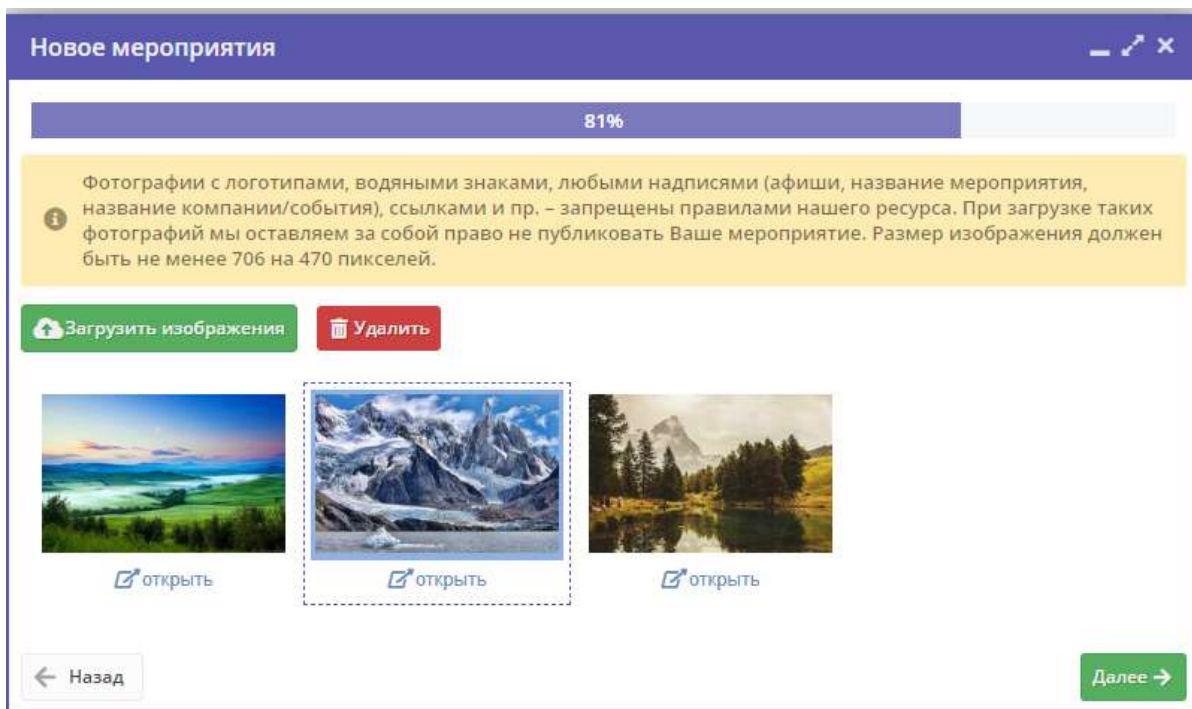 Новое мероприятия
81%
Фотографии с логотипами, водяными знаками, любыми надписями (афиши, название мероприятия,
название компании/события), ссылками и пр. – запрещены правилами нашего ресурса. При загрузке таких
фотографий мы оставляем за собой право не публиковать Ваше мероприятие. Размер изображения должен
быть не менее 706 на 470 пикселей.
Загрузить изображения
Удалить
открыть
открыть
открыть
Назад
Далее